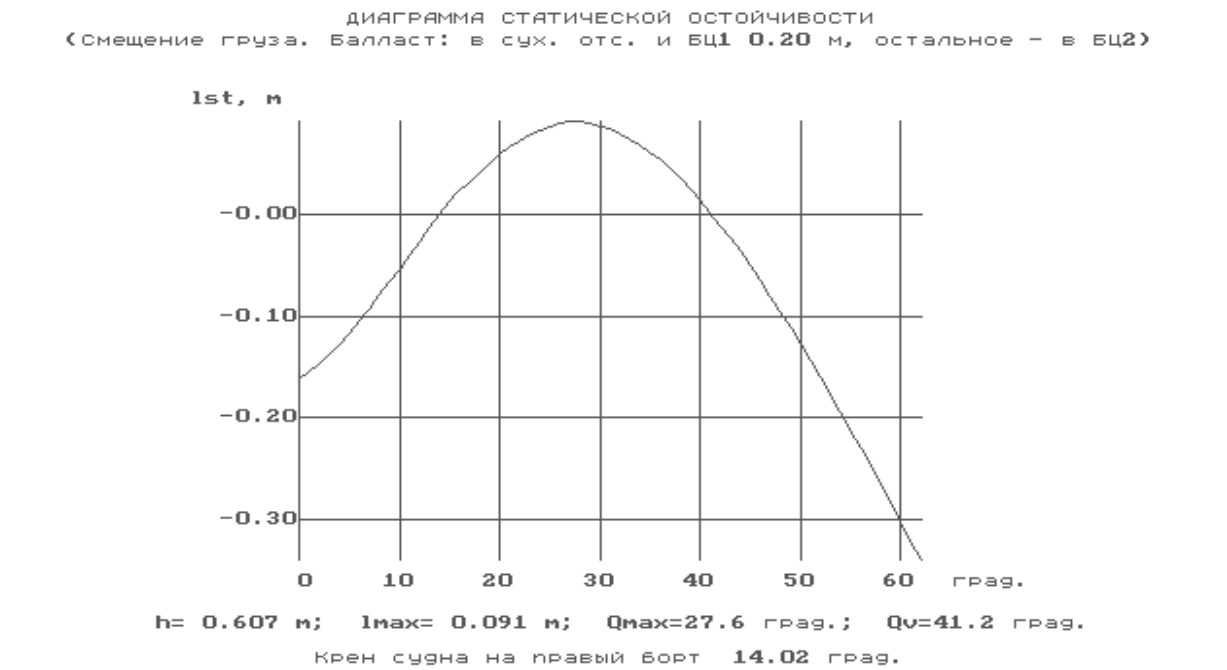 ДИАГРАММА СТАТИЧЕСКОЙ ОСТОЙЧИВОСТИ
(Смещение груза. Балласт: в сух. отс. и БЦ1 0.20 м, остальное - в БЦ2)
lst, м
-0.00
-0.10
-0.20
-0.30
0 10 20 30 40 50 60 град.
h= 0.607 м; lmax= 0.091 м; Qmax=27.6 град.; Qv=41.2 град.
Крен судна на правый борт 14.02 град.